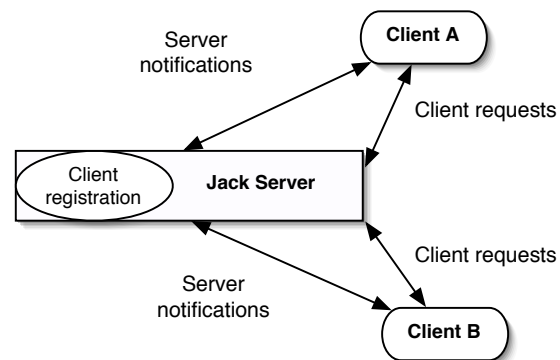 Client A
Server
notifications
Client requests
Client
registration
Jack Server
Client requests
Server
notifications
Client B